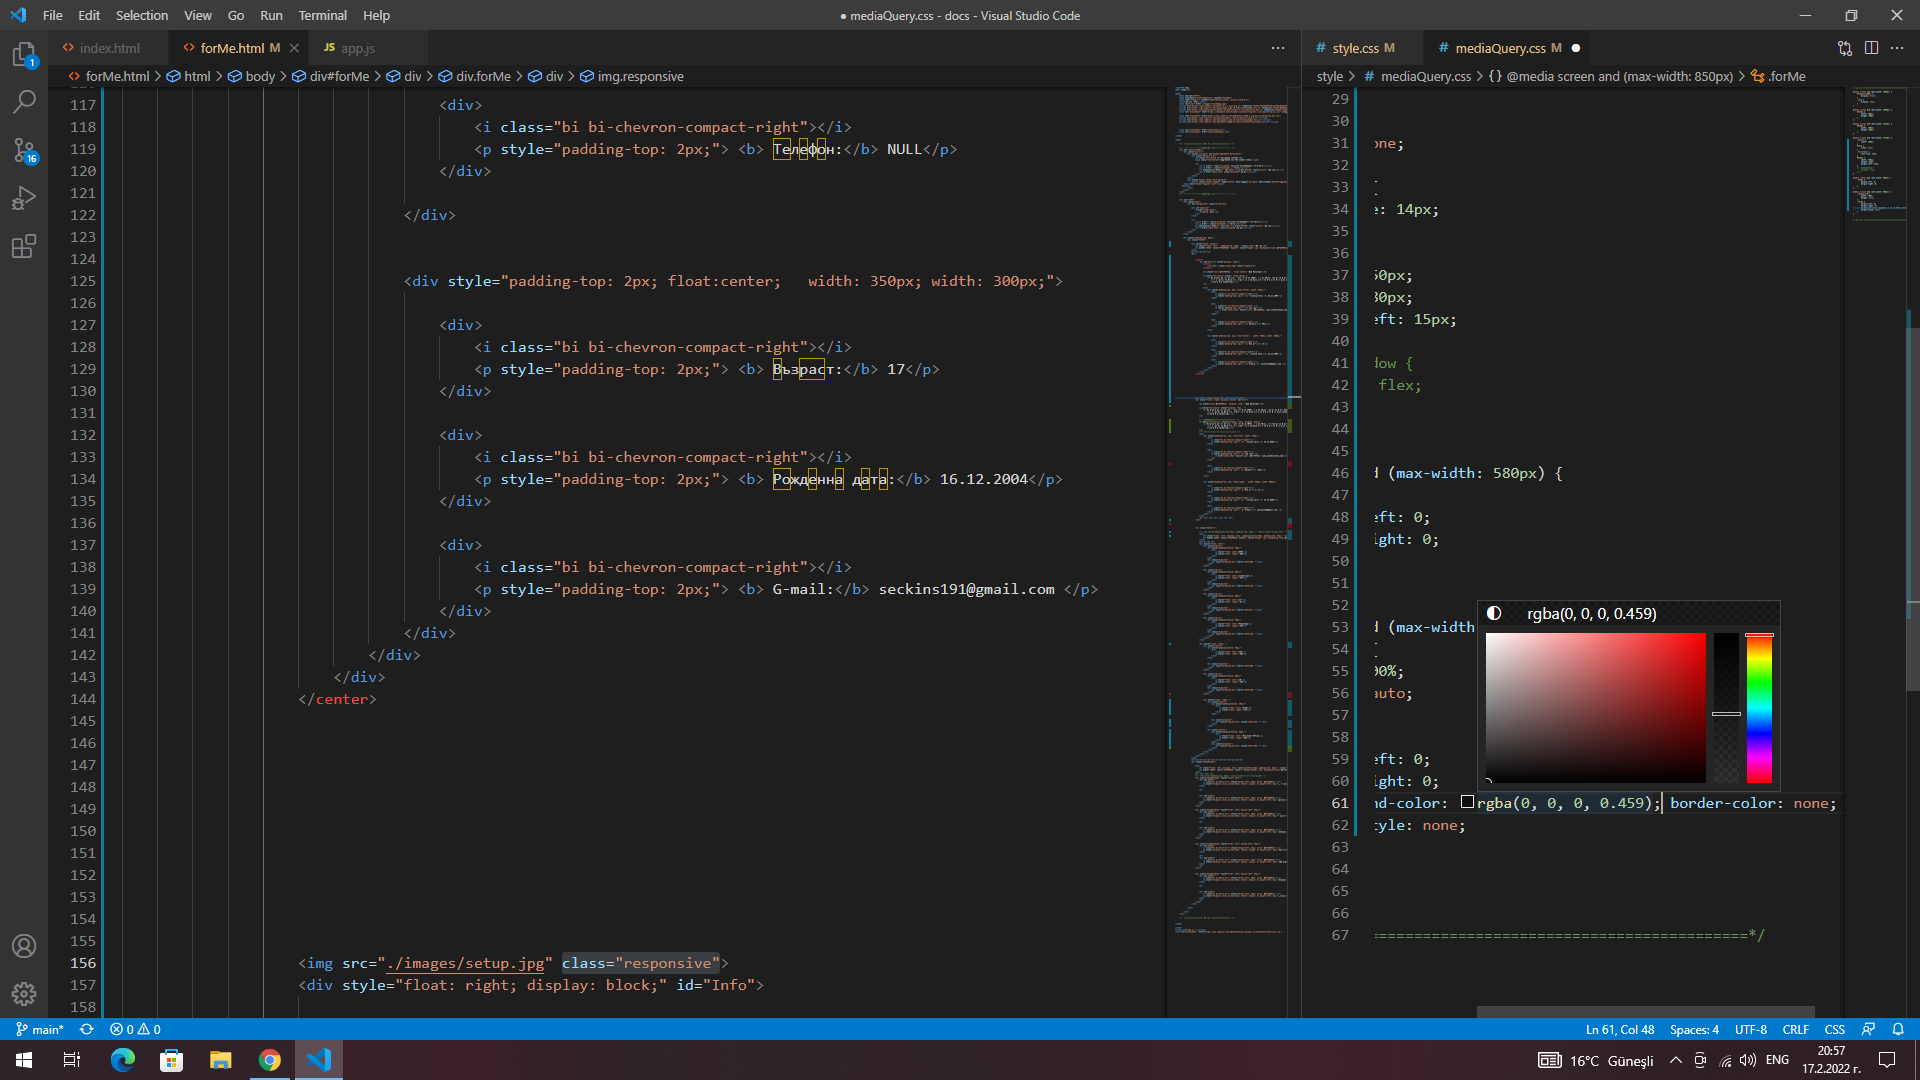 File Edit Selection View Go Run Terminal Help
● mediaQuery.css - docs - Visual Studio Code
index.html
forMe.html M
JS app.js
# style.css M
# mediaQuery.css M
forMe.html > html > body > div#forMe > div > div.forMe > div > img.responsive
style > # mediaQuery.css > {} @media screen and (max-width: 850px) > .forMe
117 <div>
118 <i class="bi bi-chevron-compact-right"></i>
119 <p style="padding-top: 2px;"> <b> Телефон:</b> NULL</p>
120 </div>
121
122 </div>
123
124
125 <div style="padding-top: 2px; float:center;   width: 350px; width: 300px;">
126
127 <div>
128 <i class="bi bi-chevron-compact-right"></i>
129 <p style="padding-top: 2px;"> <b> Възраст:</b> 17</p>
130 </div>
131
132 <div>
133 <i class="bi bi-chevron-compact-right"></i>
134 <p style="padding-top: 2px;"> <b> Рожденна дата:</b> 16.12.2004</p>
135 </div>
136
137 <div>
138 <i class="bi bi-chevron-compact-right"></i>
139 <p style="padding-top: 2px;"> <b> G-mail:</b> seckins191@gmail.com </p>
140 </div>
141 </div>
142 </div>
143 </div>
144 </center>
145
146
147
148
149
150
151
152
153
154
155
156 <img src="./images/setup.jpg" class="responsive">
157 <div style="float: right; display: block;" id="Info">
158
29
30
31 one;
32
33
34 e: 14px;
35
36
37 50px;
38 30px;
39 eft: 15px;
40
41 dow {
42 flex;
43
44
45
46 d (max-width: 580px) {
47
48 eft: 0;
49 ight: 0;
50
51
52
53 d (max-width
54
55 00%;
56 auto;
57
58
59 eft: 0;
60 ight: 0;
61 nd-color: rgba(0, 0, 0, 0.459); border-color: none;
62 tyle: none;
63
64
65
66
67 ==========================================*/
rgba(0, 0, 0, 0.459)
1
16
main*
0 0
Ln 61, Col 48 Spaces: 4 UTF-8 CRLF CSS
16°C Güneşli
ENG
20:57
17.2.2022 г.